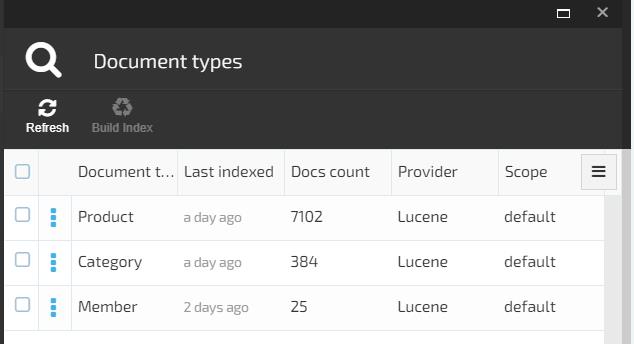 Document types
Refresh Build Index
Document t... Last indexed Docs count Provider Scope
Product a day ago 7102 Lucene default
Category a day ago 384 Lucene default
Member 2 days ago 25 Lucene default